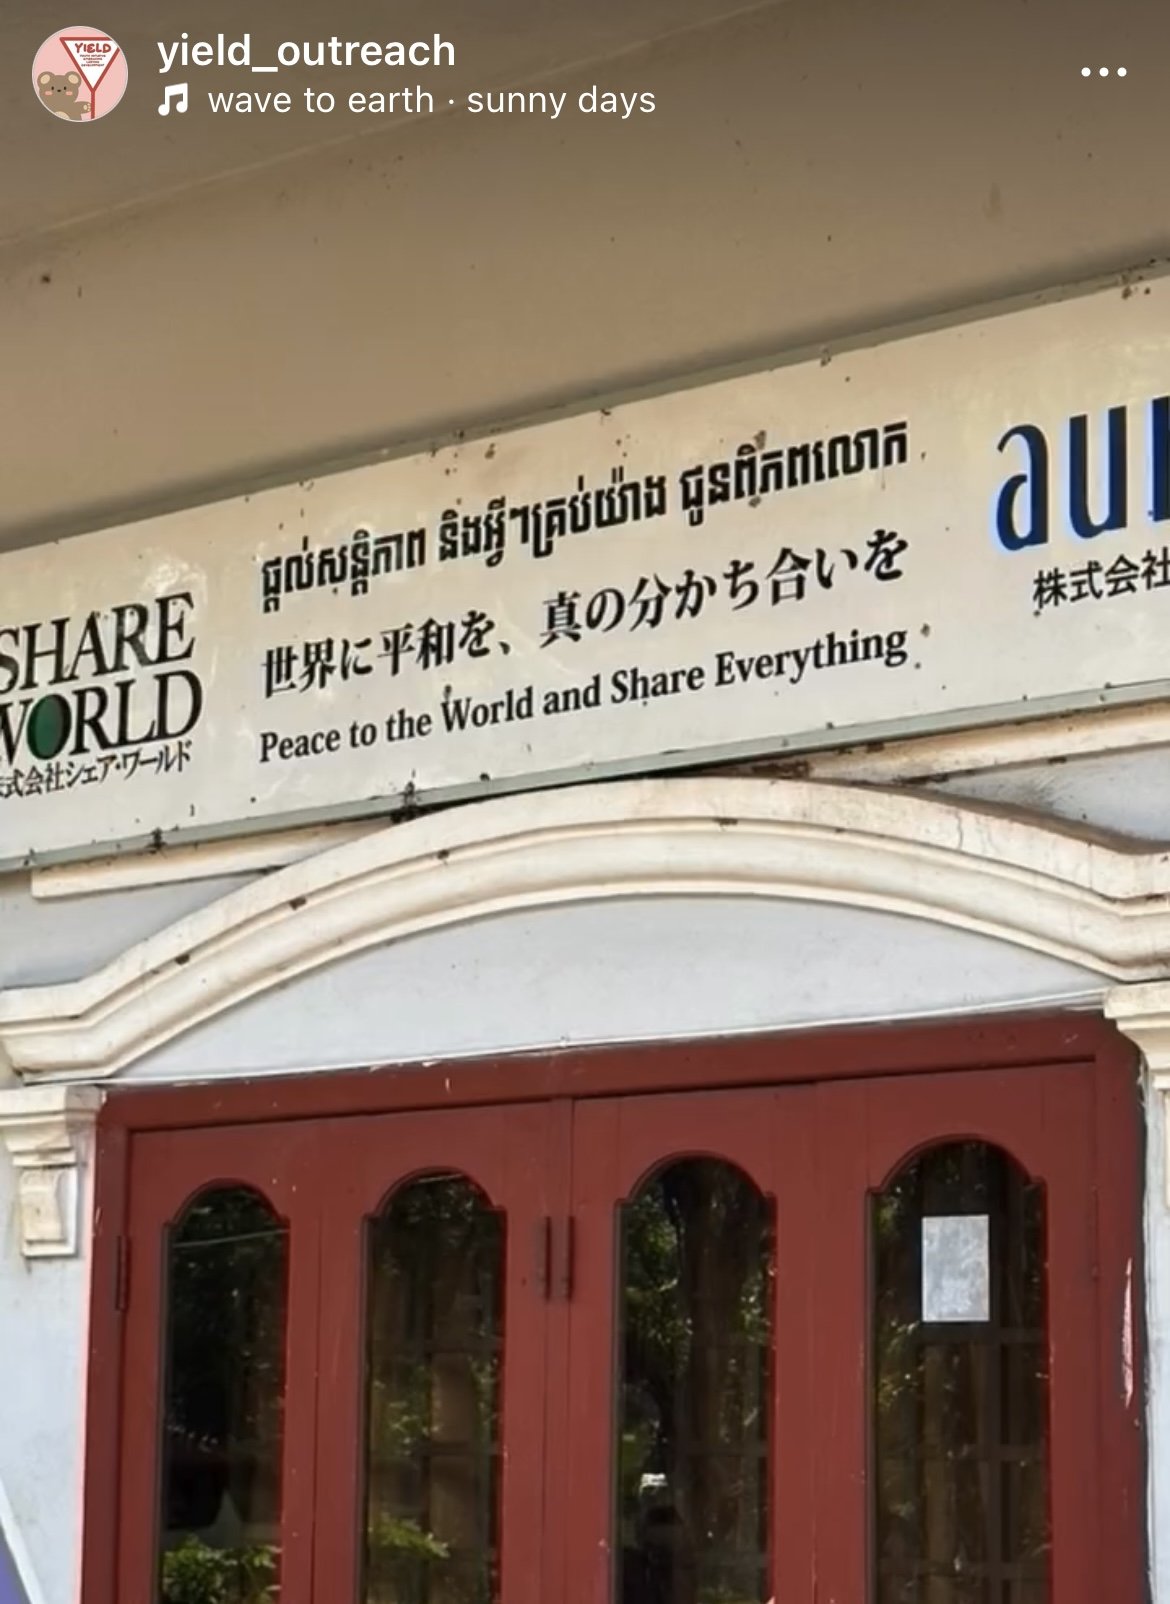 yield_outreach
wave to earth · sunny days
YIELD
SHARE
WORLD
式会社シェア・ワールド
ផ្តល់សន្តិភាព និងអ្វីៗគ្រប់យ៉ាង ជូនពិភពលោក
世界に平和を、真の分かち合いを
Peace to the World and Share Everything
au
株式会社